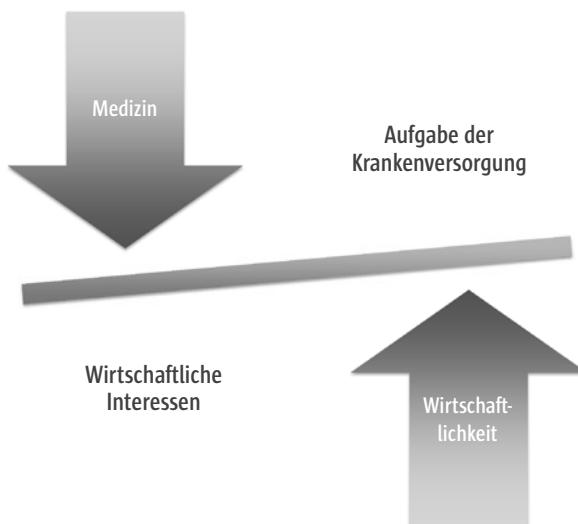 Medizin
Aufgabe der
Krankenversorgung
Wirtschaftliche
Interessen
Wirtschaft-
lichkeit